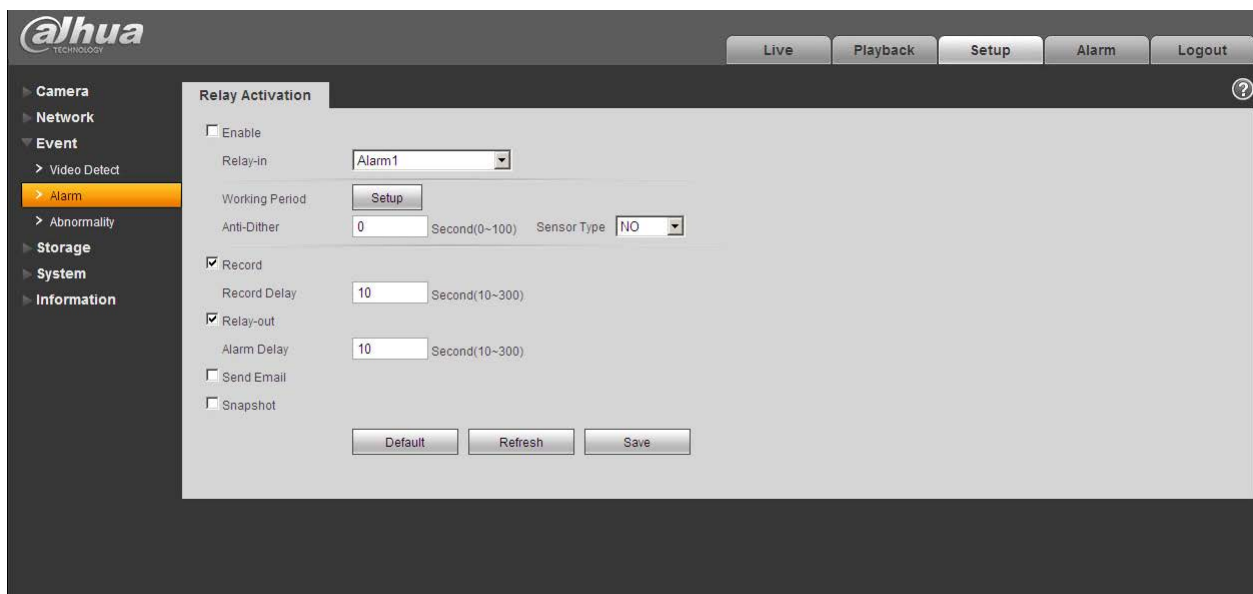 alhua
TECHNOLOGY
Live Playback Setup Alarm Logout
Camera
Network
Event
> Video Detect
> Alarm
> Abnormality
Storage
System
Information
Relay Activation
?
Enable
Relay-in Alarm1
Working Period Setup
Anti-Dither 0 Second(0~100) Sensor Type NO
Record
Record Delay 10 Second(10~300)
Relay-out
Alarm Delay 10 Second(10~300)
Send Email
Snapshot
Default Refresh Save